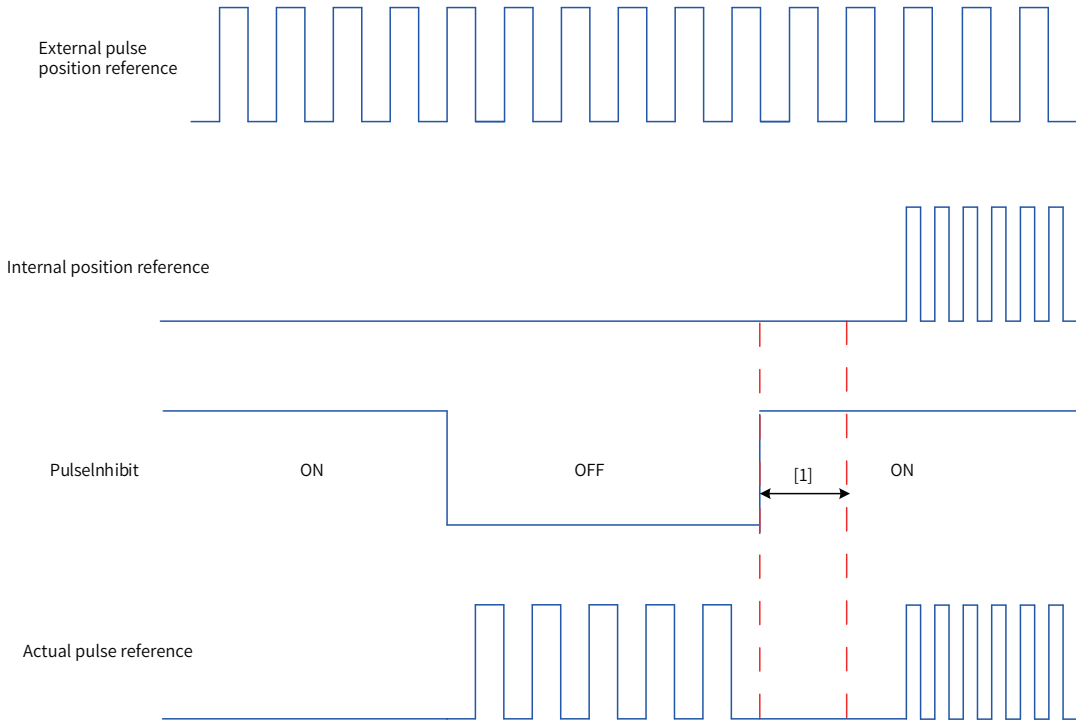 External pulse
position reference
Internal position reference
PulseInhibit
ON
OFF
[1]
ON
Actual pulse reference